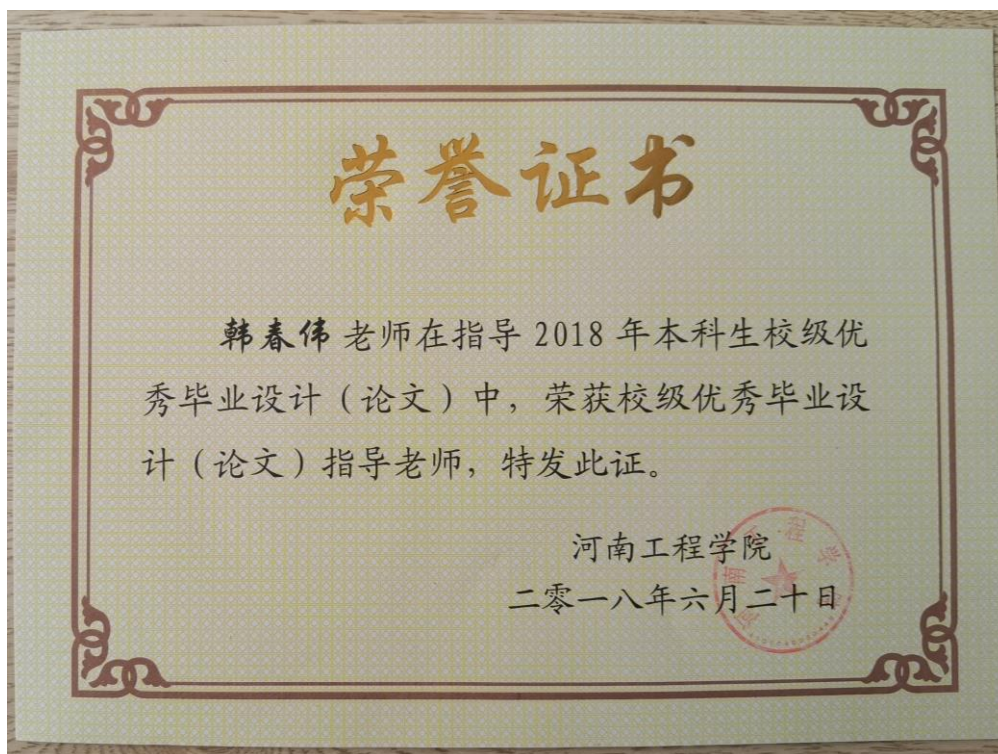 荣誉证书
韩春伟 老师在指导 2018 年本科生校级优
秀毕业设计（论文）中，荣获校级优秀毕业设
计（论文）指导老师，特发此证。
河南工程学院
二零一八年六月二十日